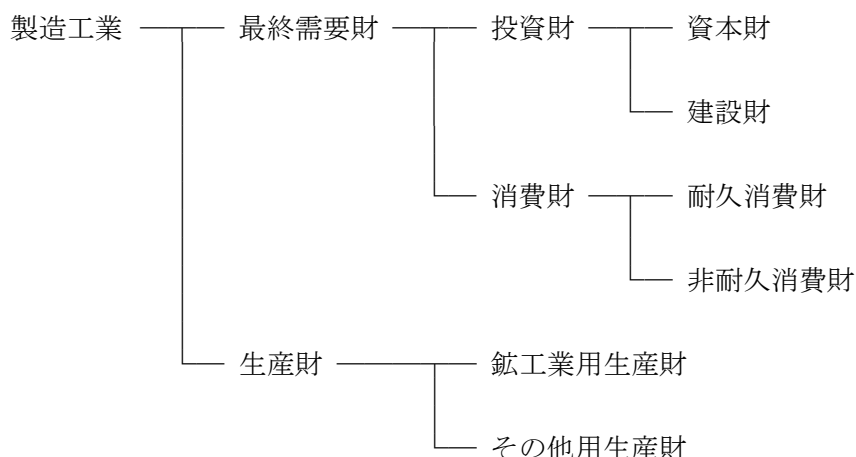 製造工業 最終需要財 投資財 資本財
建設財
消費財 耐久消費財
非耐久消費財
生産財 鉱工業用生産財
その他用生産財